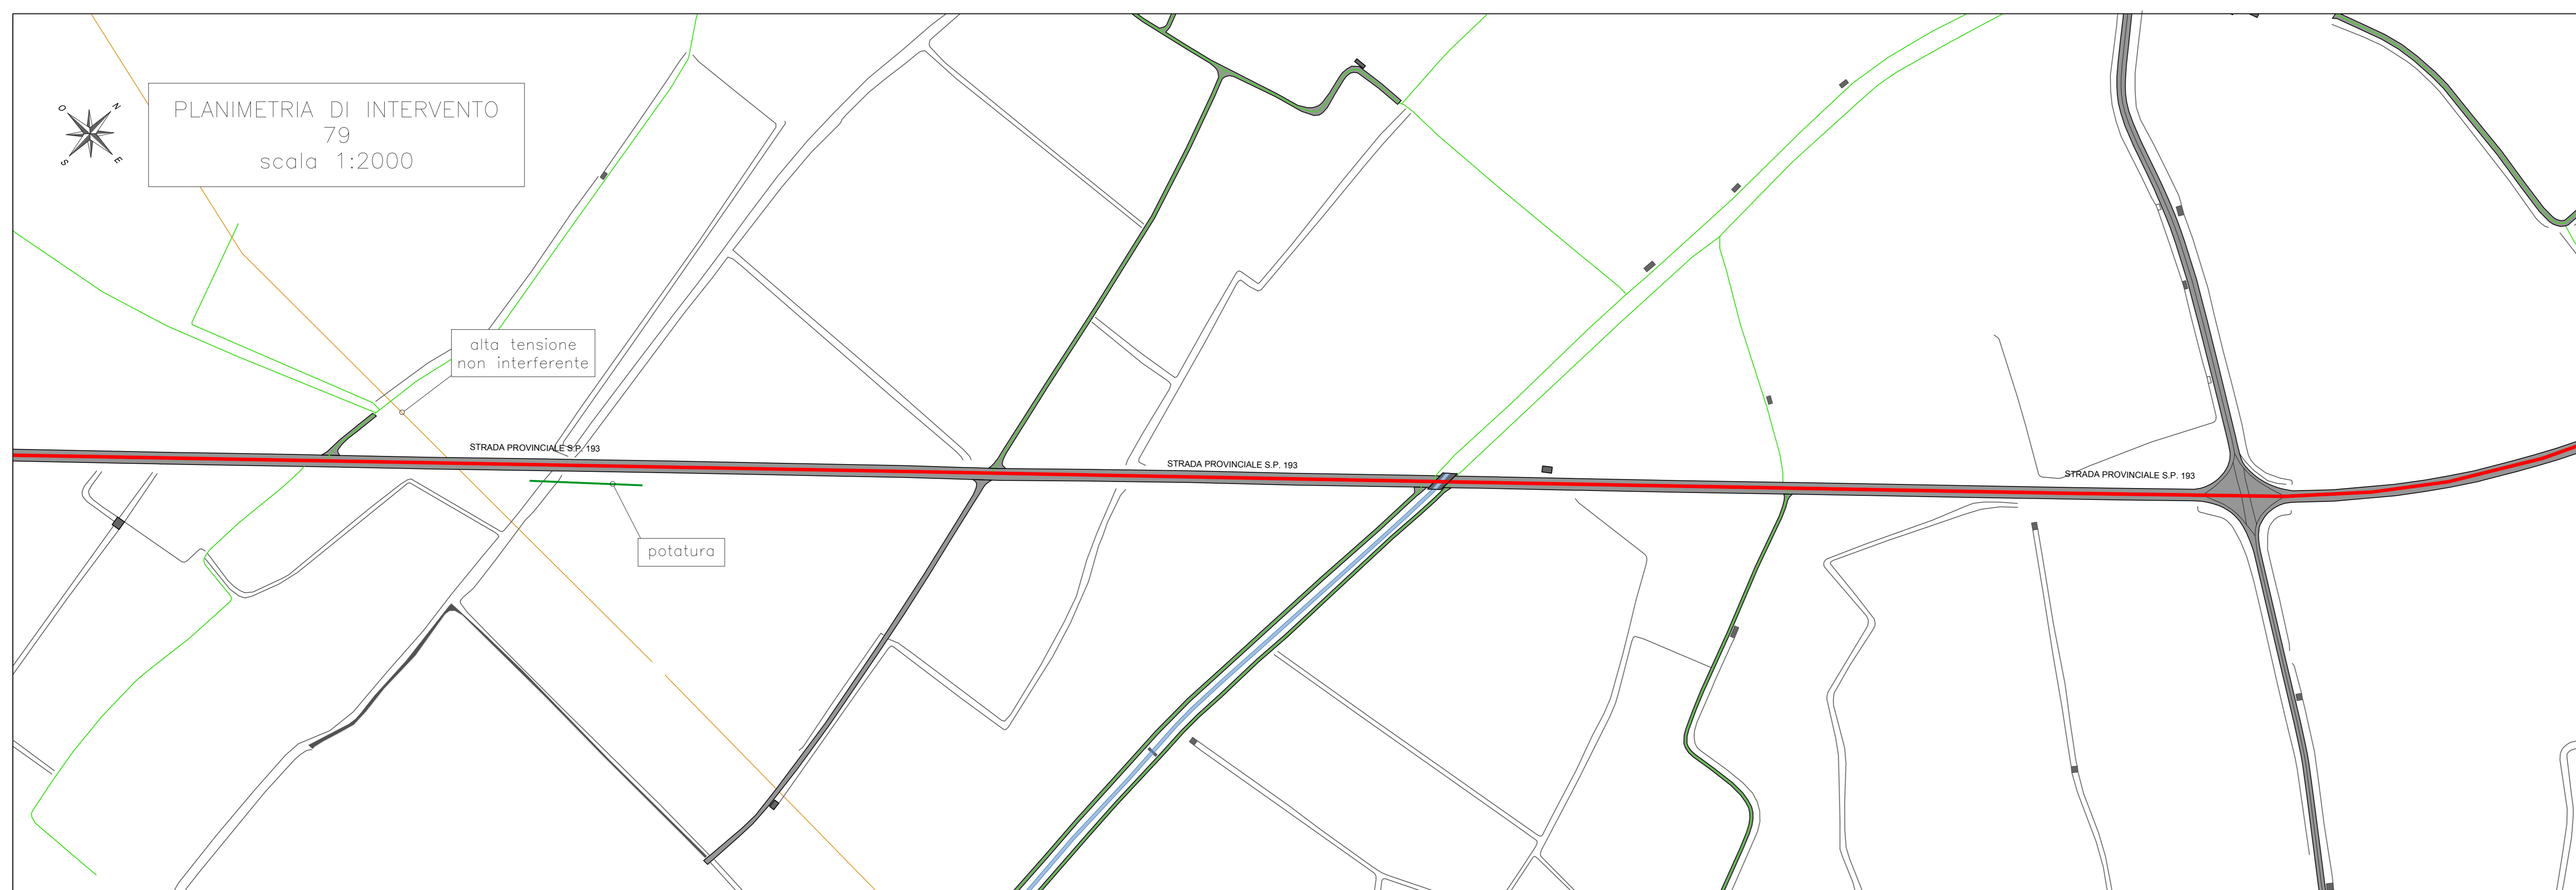 PLANIMETRIA DI INTERVENTO
79
scala 1:2000
O
N
S
E
alta tensione
non interferente
STRADA PROVINCIALE S.P. 193
STRADA PROVINCIALE S.P. 193
STRADA PROVINCIALE S.P. 193
potatura